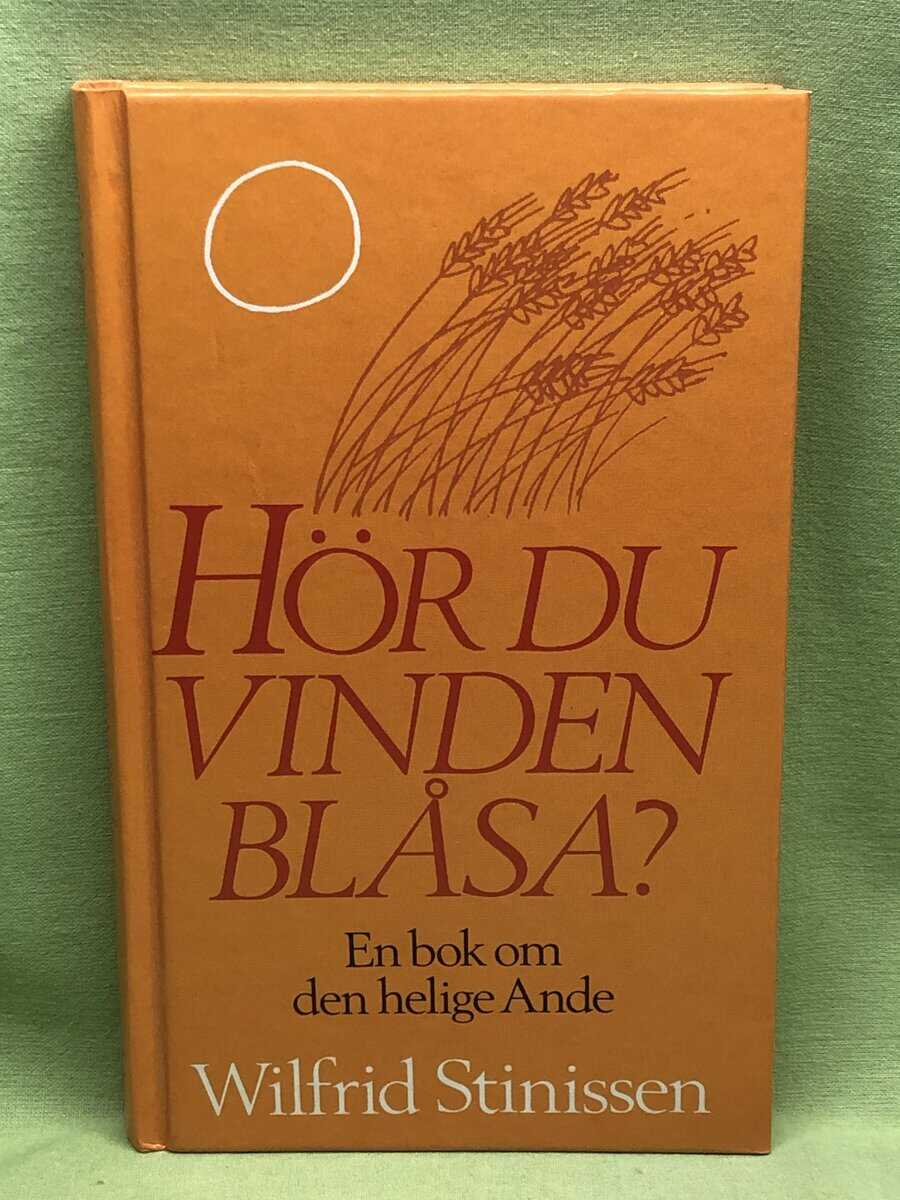 HÖR DU
VINDEN
BLÅSA?
En bok om
den helige Ande
Wilfrid Stinissen